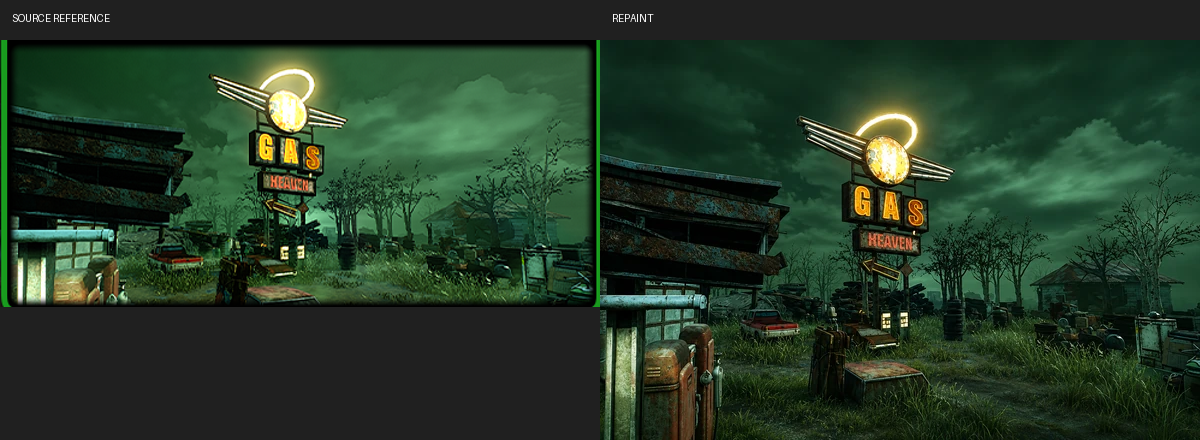 SOURCE REFERENCE
REPAINT
H
GAS
HEAVEN
H
GAS
HEAVEN